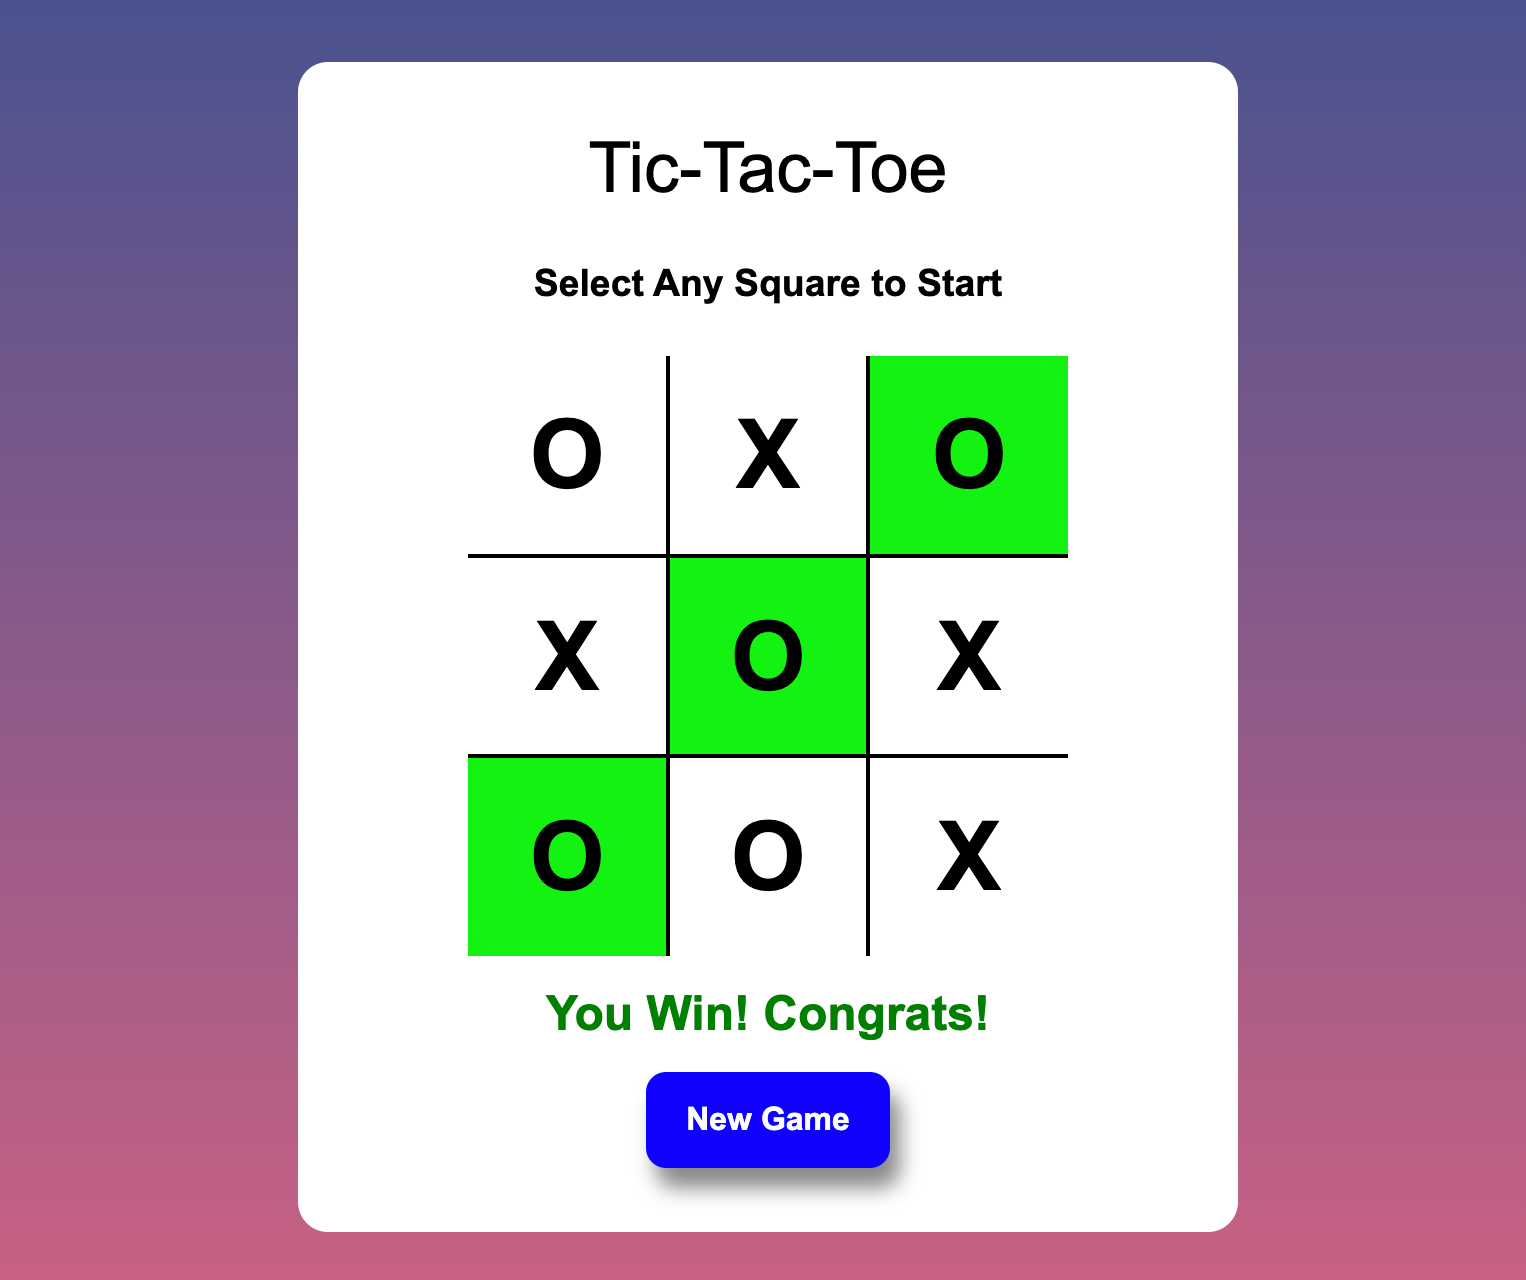 Tic-Tac-Toe
Select Any Square to Start
O X O
X O X
O O X
You Win! Congrats!
New Game